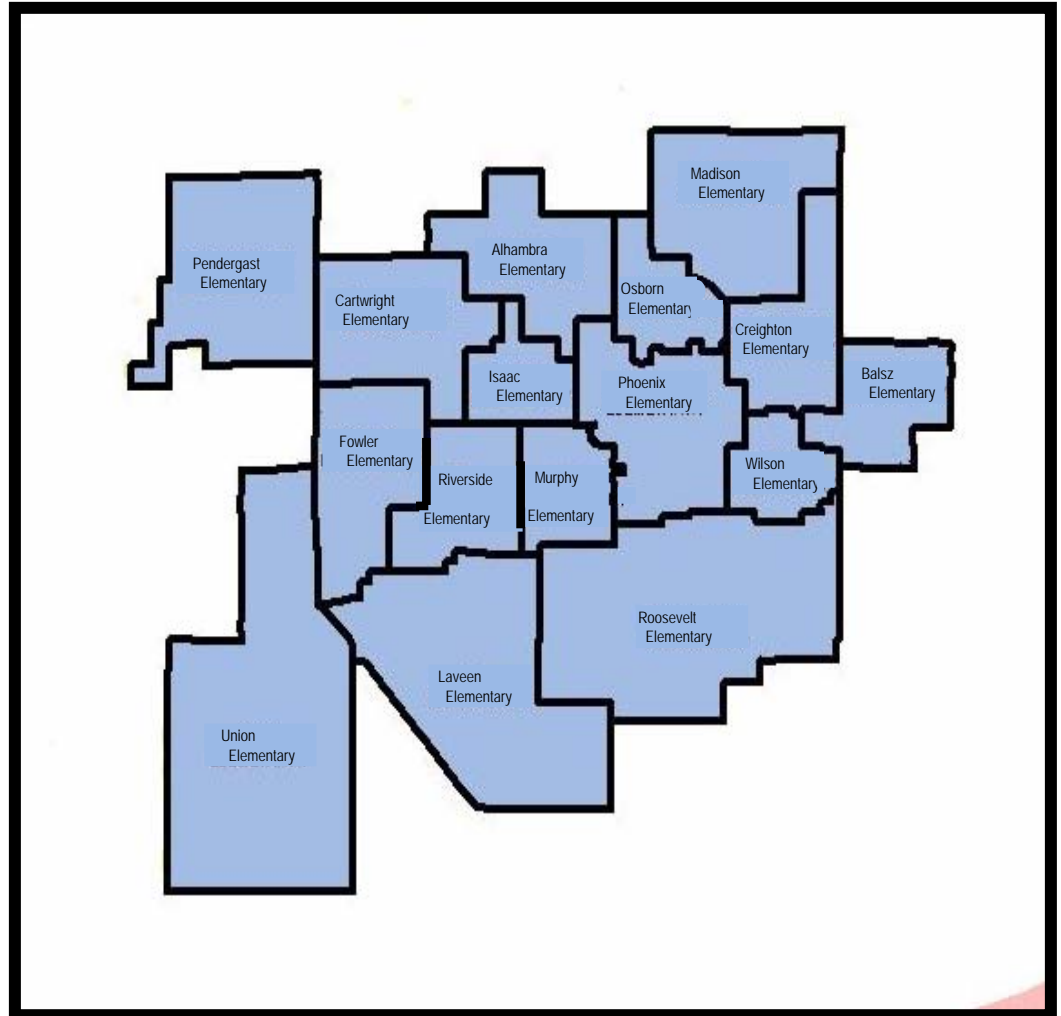 Madison
Elementary
Pendergast
Elementary
Alhambra
Elementary
Cartwright
Elementary
Osborn
Elementary
Creighton
Elementary
Isaac
Elementary
Phoenix
Elementary
Balsz
Elementary
Fowler
Elementary
Riverside
Elementary
Murphy
Elementary
Wilson
Elementary
Roosevelt
Elementary
Laveen
Elementary
Union
Elementary